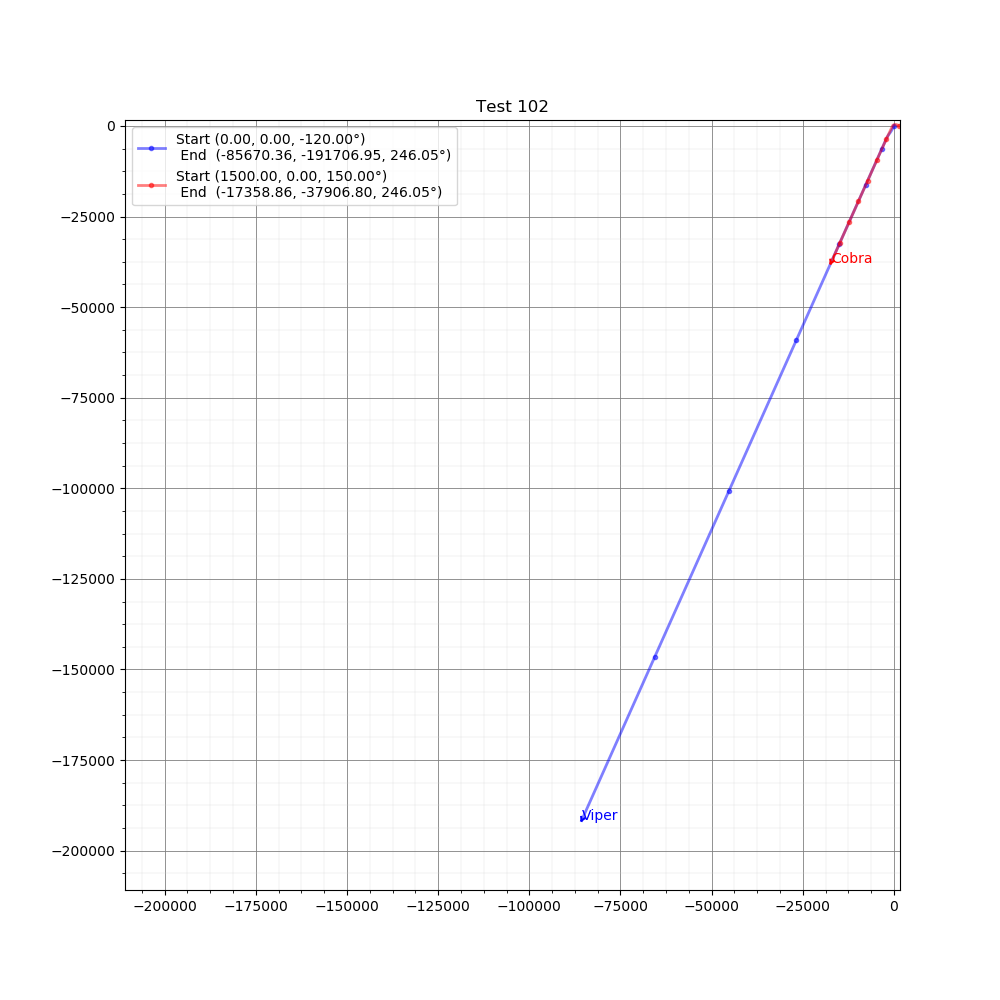 Test 102
Start (0.00, 0.00, -120.00°)
End (-85670.36, -191706.95, 246.05°)
Start (1500.00, 0.00, 150.00°)
End (-17358.86, -37906.80, 246.05°)
0
−25000
−50000
−75000
−100000
−125000
−150000
−175000
−200000
Cobra
Viper
−200000 −175000 −150000 −125000 −100000 −75000 −50000 −25000 0